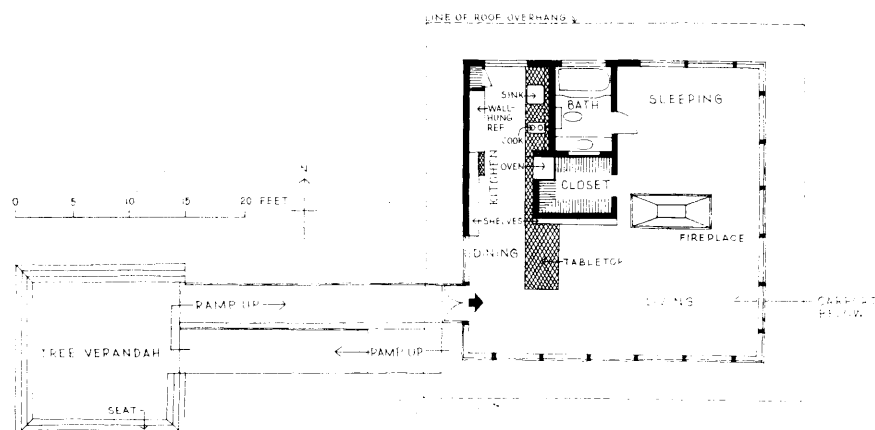 LINE OF ROOF OVERHANG
SINK
WALL-
HUNG
REF
BATH
SLEEPING
COOK
OVEN
KITCHEN
CLOSET
0 5 10 15 20 FEET
SHELVES
FIREPLACE
DINING
TABLETOP
RAMP UP
LIVING
CARPORT
BELOW
TREE VERANDAH
RAMP UP
SEAT